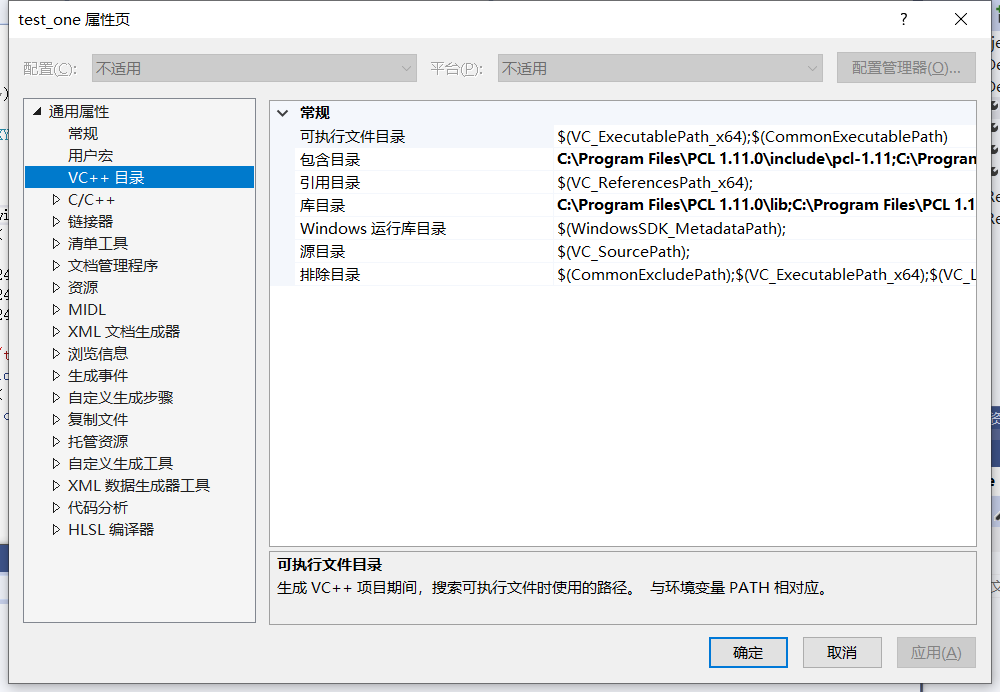 test_one 属性页
配置(C): 不适用 平台(P): 不适用 配置管理器(O)...
通用属性
常规
用户宏
VC++ 目录
C/C++
链接器
清单工具
文档管理程序
资源
MIDL
XML 文档生成器
浏览信息
生成事件
自定义生成步骤
复制文件
托管资源
自定义生成工具
XML 数据生成器工具
代码分析
HLSL 编译器
常规
可执行文件目录 $(VC_ExecutablePath_x64);$(CommonExecutablePath)
包含目录 C:\Program Files\PCL 1.11.0\include\pcl-1.11;C:\Program
引用目录 $(VC_ReferencesPath_x64);
库目录 C:\Program Files\PCL 1.11.0\lib;C:\Program Files\PCL 1.1
Windows 运行库目录 $(WindowsSDK_MetadataPath);
源目录 $(VC_SourcePath);
排除目录 $(CommonExcludePath);$(VC_ExecutablePath_x64);$(VC_L
可执行文件目录
生成 VC++ 项目期间，搜索可执行文件时使用的路径。 与环境变量 PATH 相对应。
确定 取消 应用(A)